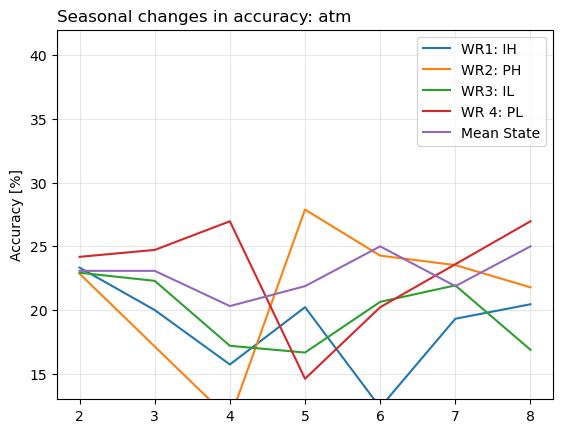 Seasonal changes in accuracy: atm
WR1: IH
WR2: PH
WR3: IL
WR 4: PL
Mean State
Accuracy [%]
40
35
30
25
20
15
2 3 4 5 6 7 8